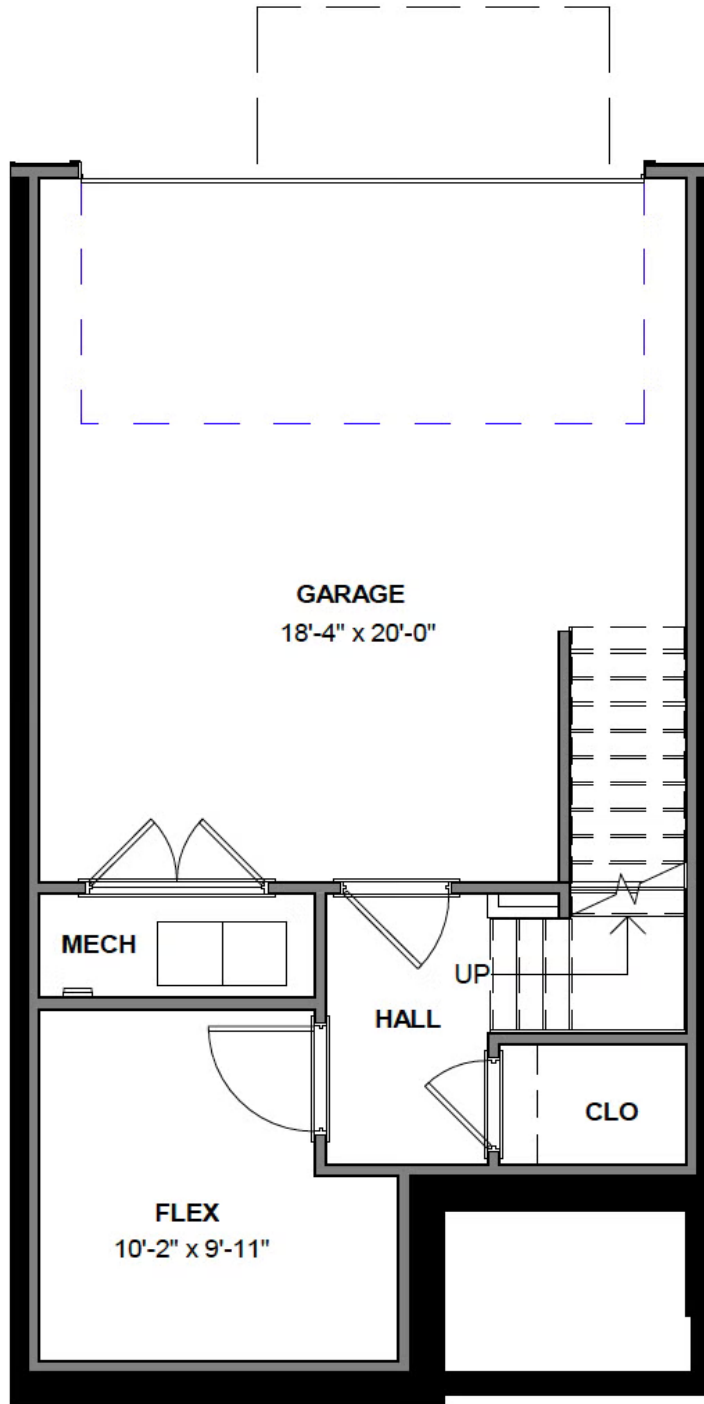 GARAGE
18'-4" x 20'-0"
MECH
UP
HALL
CLO
FLEX
10'-2" x 9'-11"